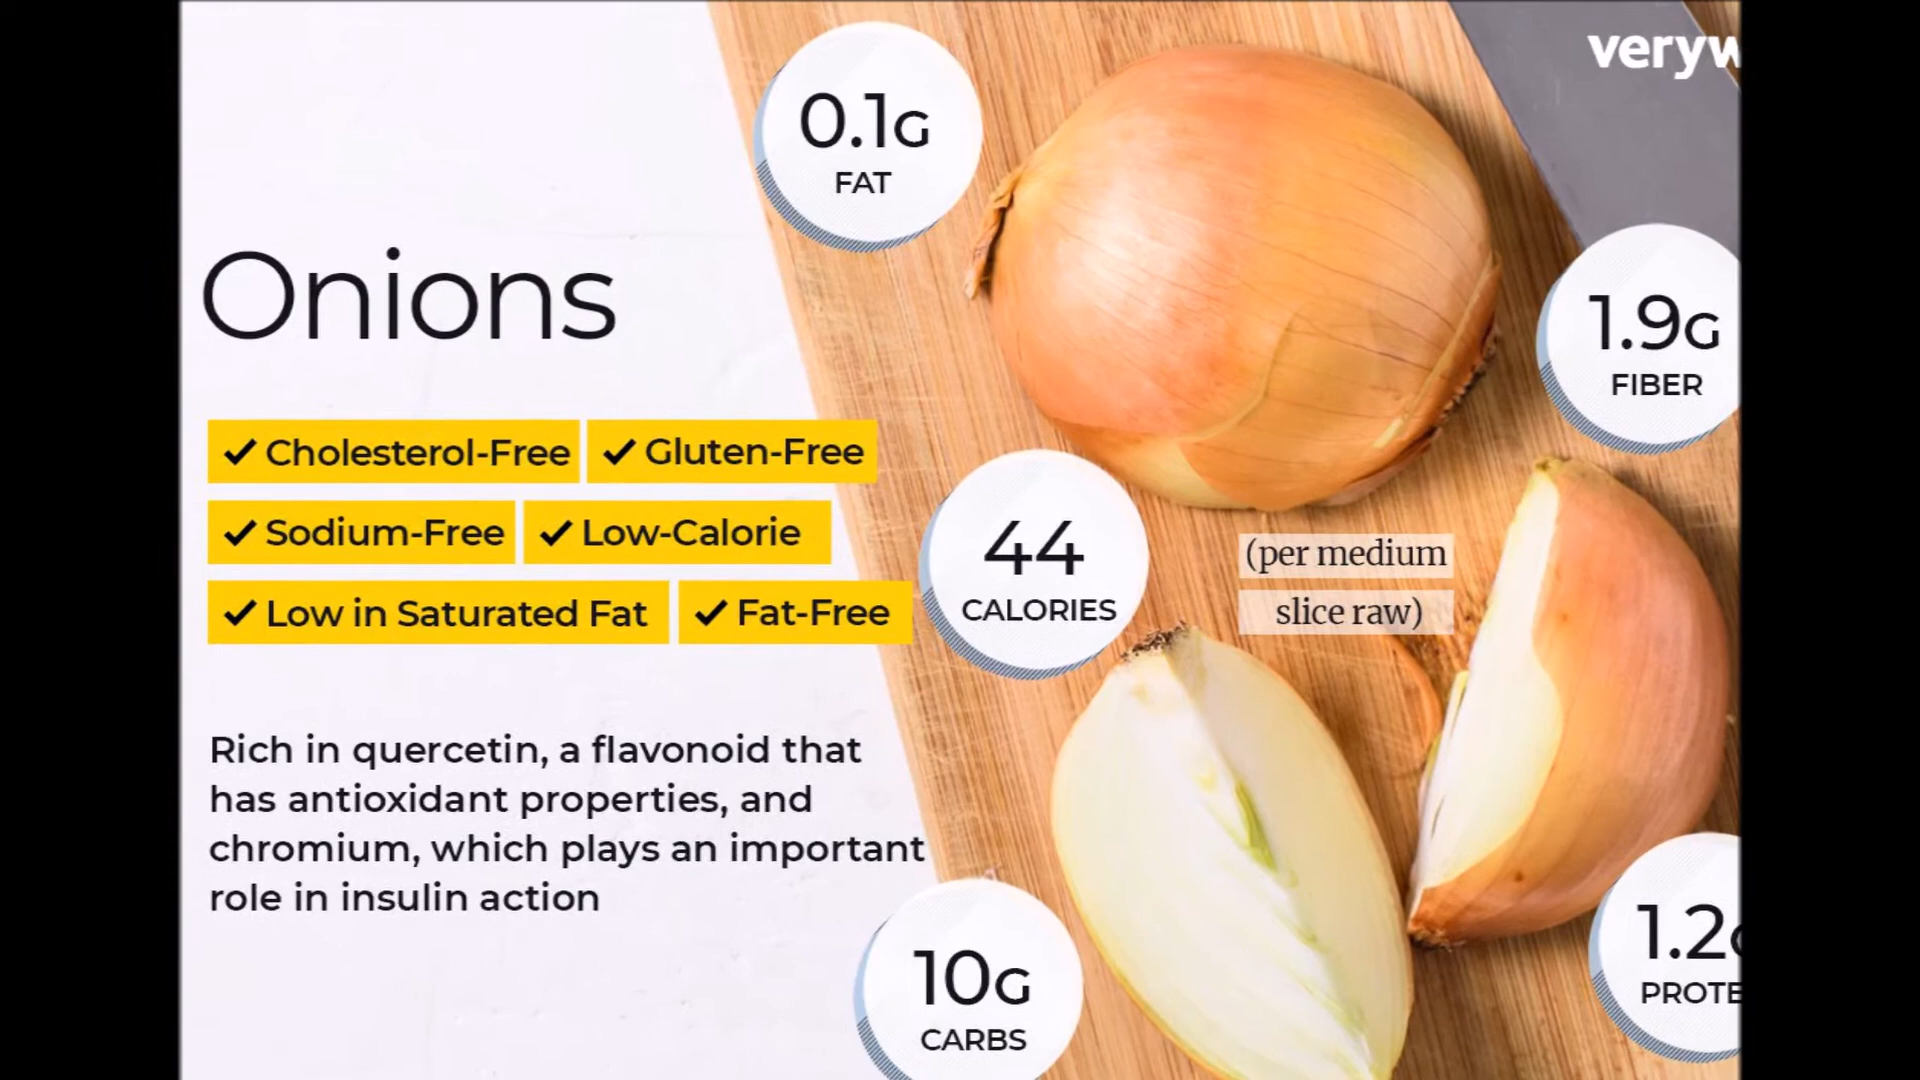 veryw
0.1G
FAT
1.9G
FIBER
Onions
✓ Cholesterol-Free ✓ Gluten-Free
✓ Sodium-Free ✓ Low-Calorie
✓ Low in Saturated Fat ✓ Fat-Free
44
CALORIES
(per medium
slice raw)
Rich in quercetin, a flavonoid that
has antioxidant properties, and
chromium, which plays an important
role in insulin action
10G
CARBS
1.2G
PROTE